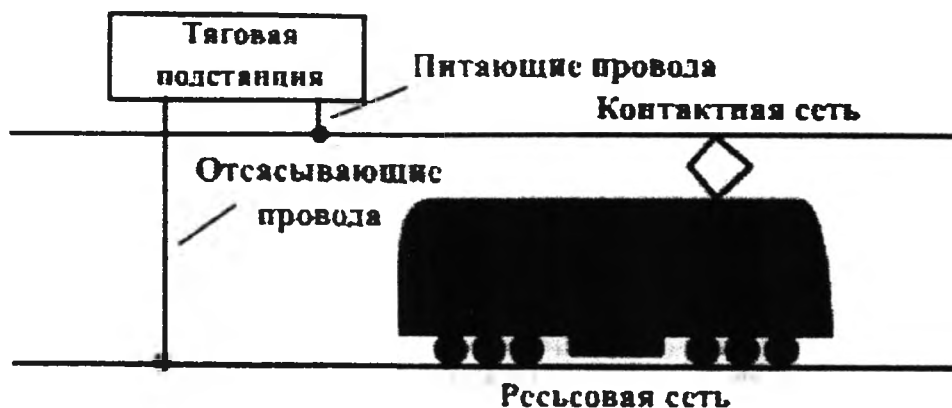 Тяговая
подстанция
Питающие провода
Контактная сеть
Отсасывающие
провода
Рельсовая сеть